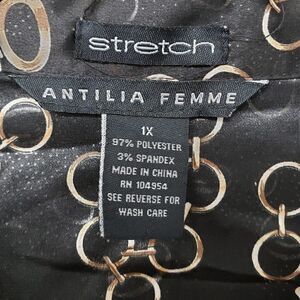 stretch
ANTILIA FEMME
1X
97% POLYESTER
3% SPANDEX
MADE IN CHINA
RN 104954
SEE REVERSE FOR
WASH CARE